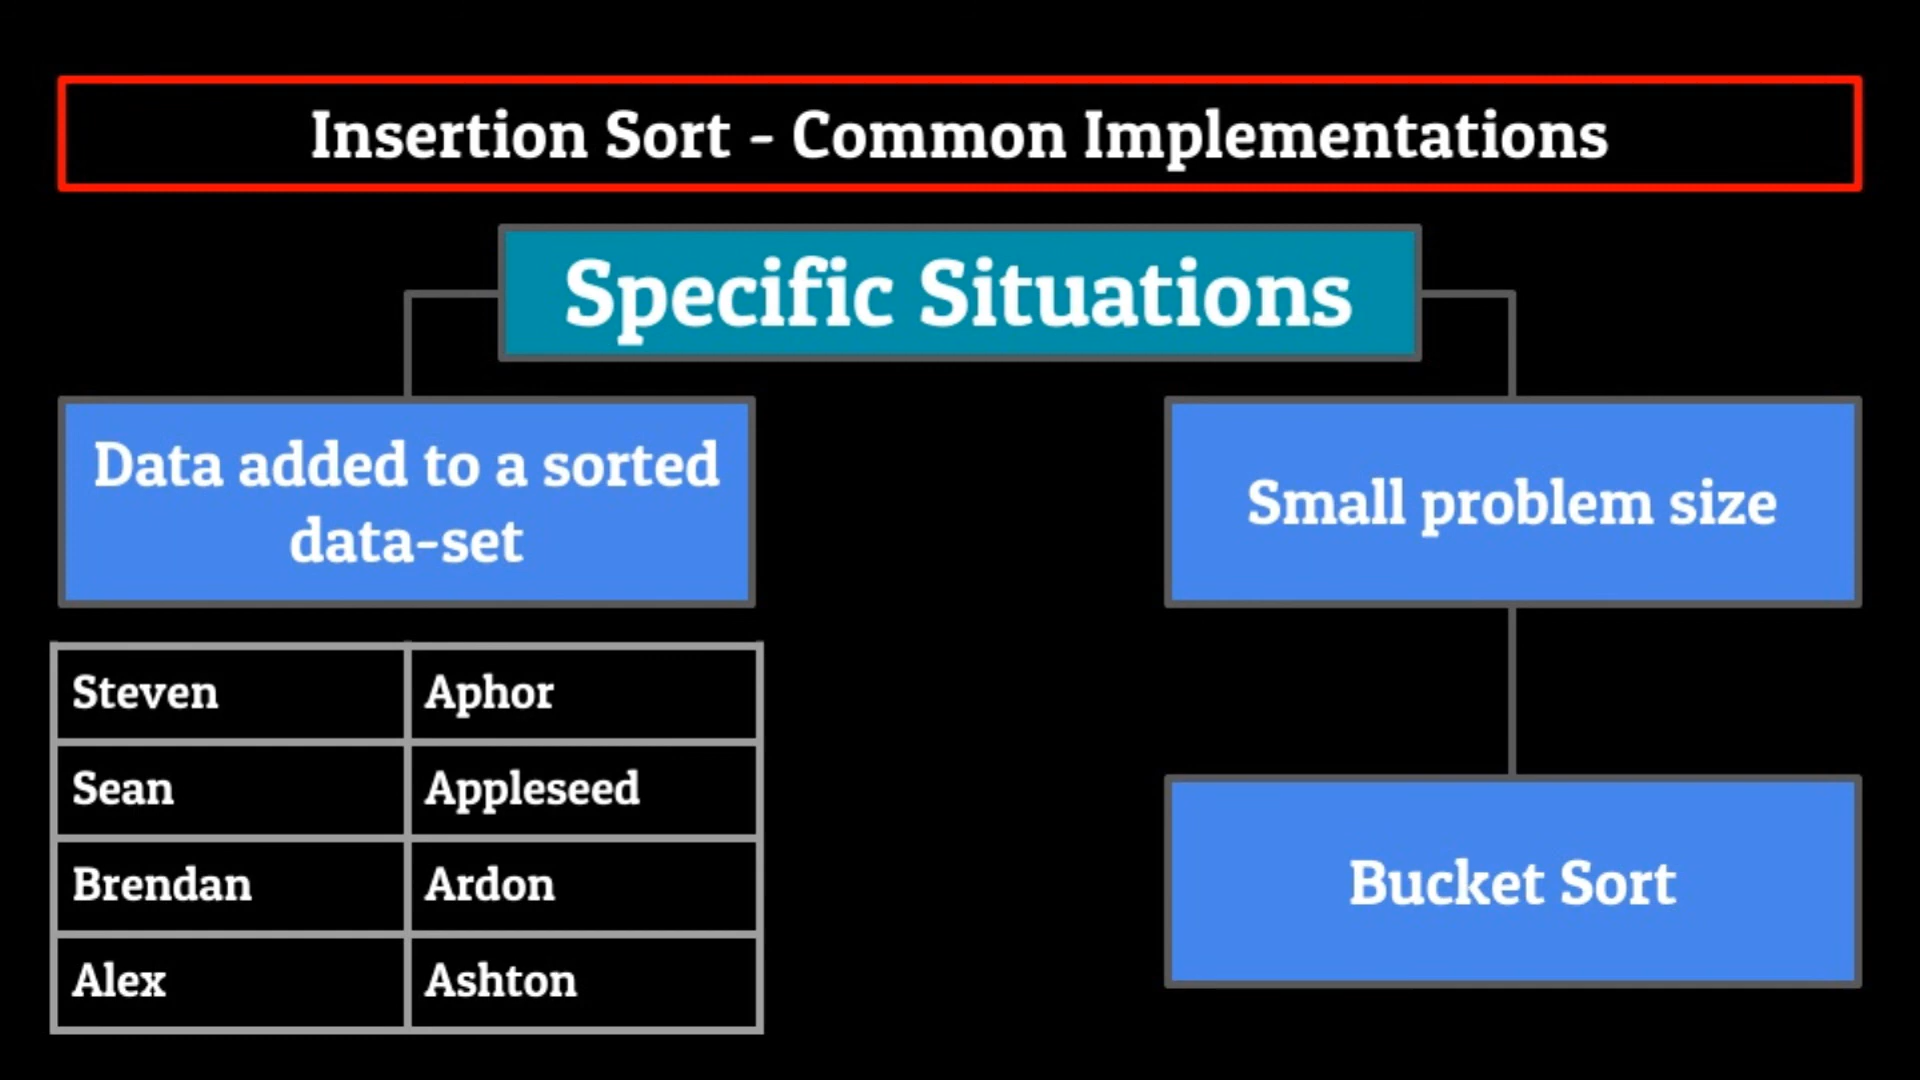 Insertion Sort - Common Implementations
Specific Situations
Data added to a sorted
data-set
Small problem size
Steven Aphor
Sean Appleseed
Brendan Ardon
Alex Ashton
Bucket Sort